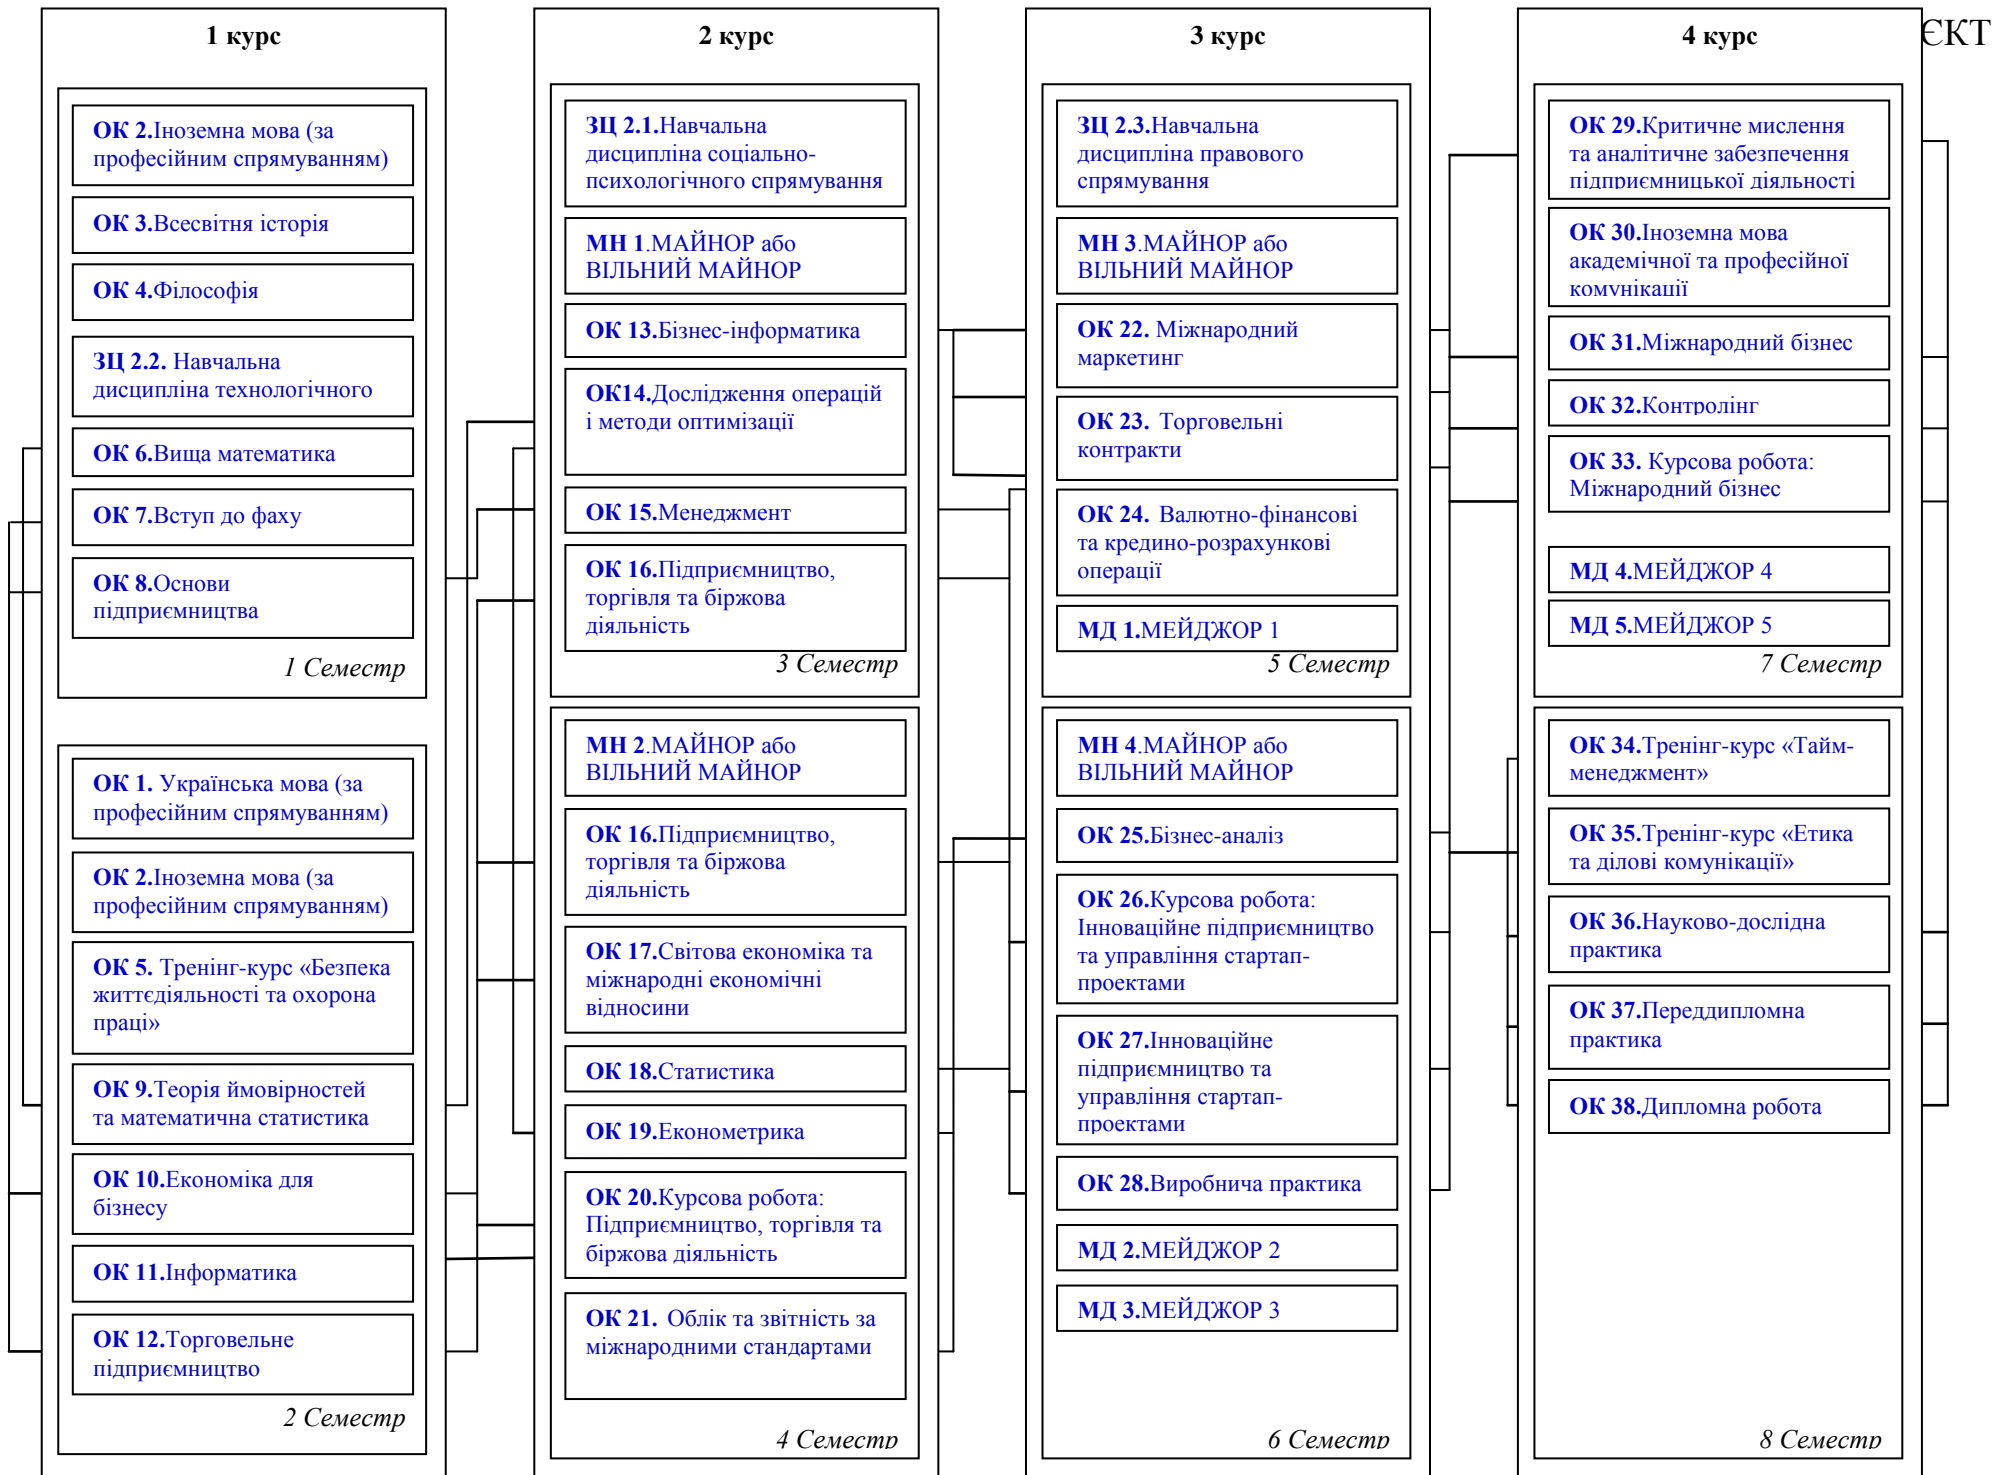 1 курс
ОК 2.Іноземна мова (за
професійним спрямуванням)
ОК 3.Всесвітня історія
ОК 4.Філософія
ЗЦ 2.2. Навчальна
дисципліна технологічного
ОК 6.Вища математика
ОК 7.Вступ до фаху
ОК 8.Основи
підприємництва
1 Семестр
ОК 1. Українська мова (за
професійним спрямуванням)
ОК 2.Іноземна мова (за
професійним спрямуванням)
ОК 5. Тренінг-курс «Безпека
життєдіяльності та охорона
праці»
ОК 9.Теорія ймовірностей
та математична статистика
ОК 10.Економіка для
бізнесу
ОК 11.Інформатика
ОК 12.Торговельне
підприємництво
2 Семестр
2 курс
ЗЦ 2.1.Навчальна
дисципліна соціально-
психологічного спрямування
МН 1.МАЙНОР або
ВІЛЬНИЙ МАЙНОР
ОК 13.Бізнес-інформатика
ОК14.Дослідження операцій
і методи оптимізації
ОК 15.Менеджмент
ОК 16.Підприємництво,
торгівля та біржова
діяльність
3 Семестр
МН 2.МАЙНОР або
ВІЛЬНИЙ МАЙНОР
ОК 16.Підприємництво,
торгівля та біржова
діяльність
ОК 17.Світова економіка та
міжнародні економічні
відносини
ОК 18.Статистика
ОК 19.Економетрика
ОК 20.Курсова робота:
Підприємництво, торгівля та
біржова діяльність
ОК 21. Облік та звітність за
міжнародними стандартами
4 Семестр
3 курс
ЗЦ 2.3.Навчальна
дисципліна правового
спрямування
МН 3.МАЙНОР або
ВІЛЬНИЙ МАЙНОР
ОК 22. Міжнародний
маркетинг
ОК 23. Торговельні
контракти
ОК 24. Валютно-фінансові
та кредино-розрахункові
операції
МД 1.МЕЙДЖОР 1
5 Семестр
МН 4.МАЙНОР або
ВІЛЬНИЙ МАЙНОР
ОК 25.Бізнес-аналіз
ОК 26.Курсова робота:
Інноваційне підприємництво
та управління стартап-
проектами
ОК 27.Інноваційне
підприємництво та
управління стартап-
проектами
ОК 28.Виробнича практика
МД 2.МЕЙДЖОР 2
МД 3.МЕЙДЖОР 3
6 Семестр
4 курс
ЄКТ
ОК 29.Критичне мислення
та аналітичне забезпечення
підприємницької діяльності
ОК 30.Іноземна мова
академічної та професійної
комунікації
ОК 31.Міжнародний бізнес
ОК 32.Контролінг
ОК 33. Курсова робота:
Міжнародний бізнес
МД 4.МЕЙДЖОР 4
МД 5.МЕЙДЖОР 5
7 Семестр
ОК 34.Тренінг-курс «Тайм-
менеджмент»
ОК 35.Тренінг-курс «Етика
та ділові комунікації»
ОК 36.Науково-дослідна
практика
ОК 37.Переддипломна
практика
ОК 38.Дипломна робота
8 Семестр